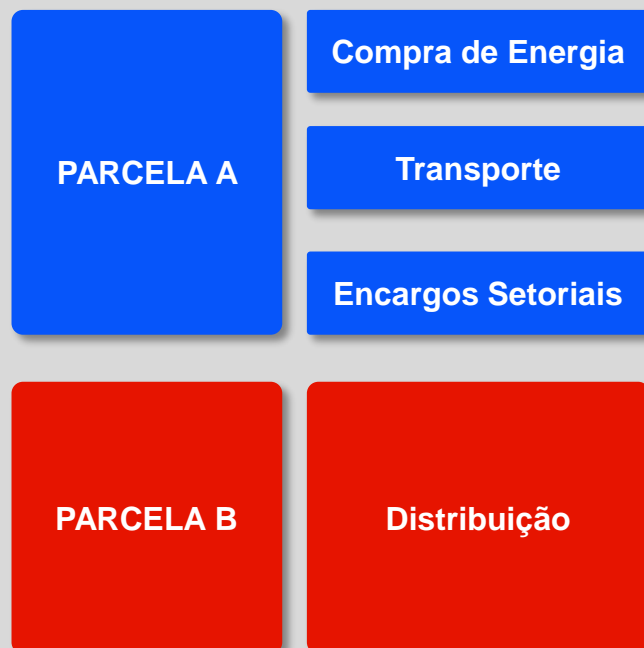 PARCELA A
Compra de Energia
Transporte
Encargos Setoriais
PARCELA B
Distribuição